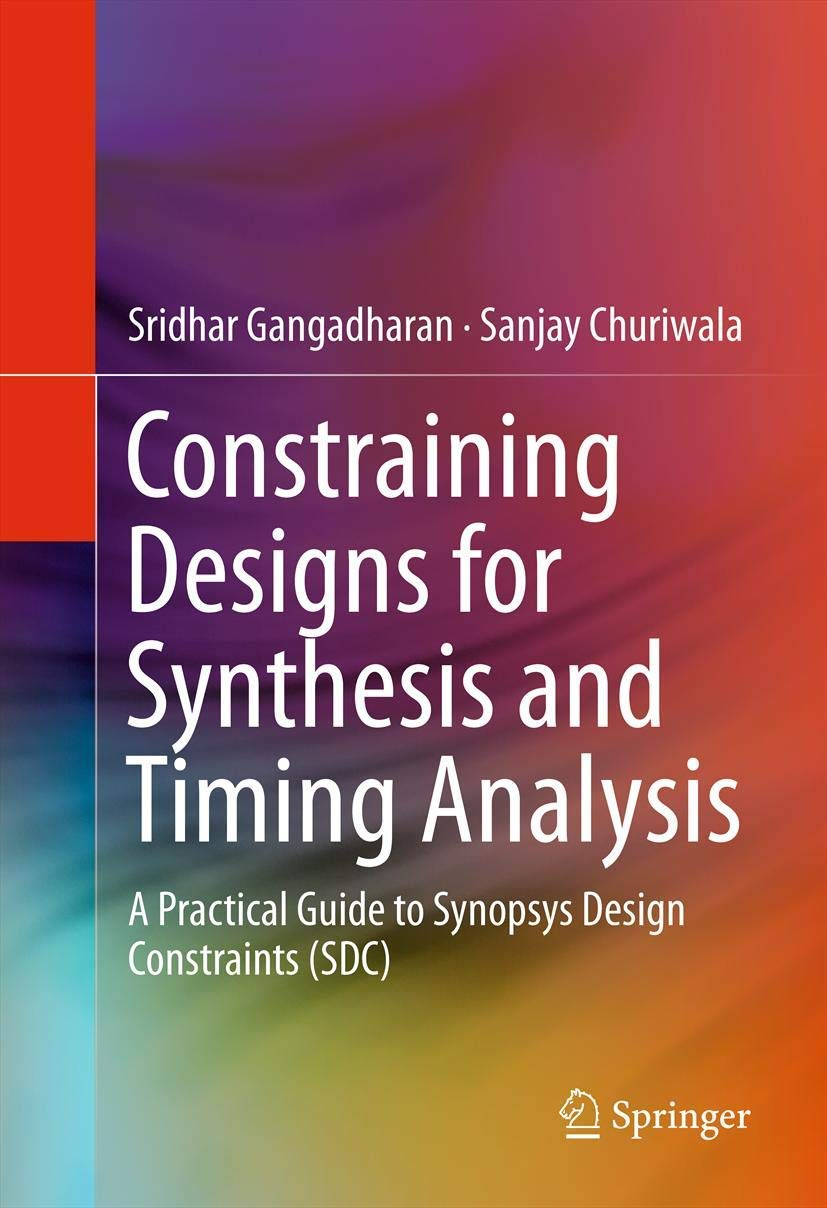 Sridhar Gangadharan · Sanjay Churiwala
Constraining
Designs for
Synthesis and
Timing Analysis
A Practical Guide to Synopsys Design
Constraints (SDC)
Springer